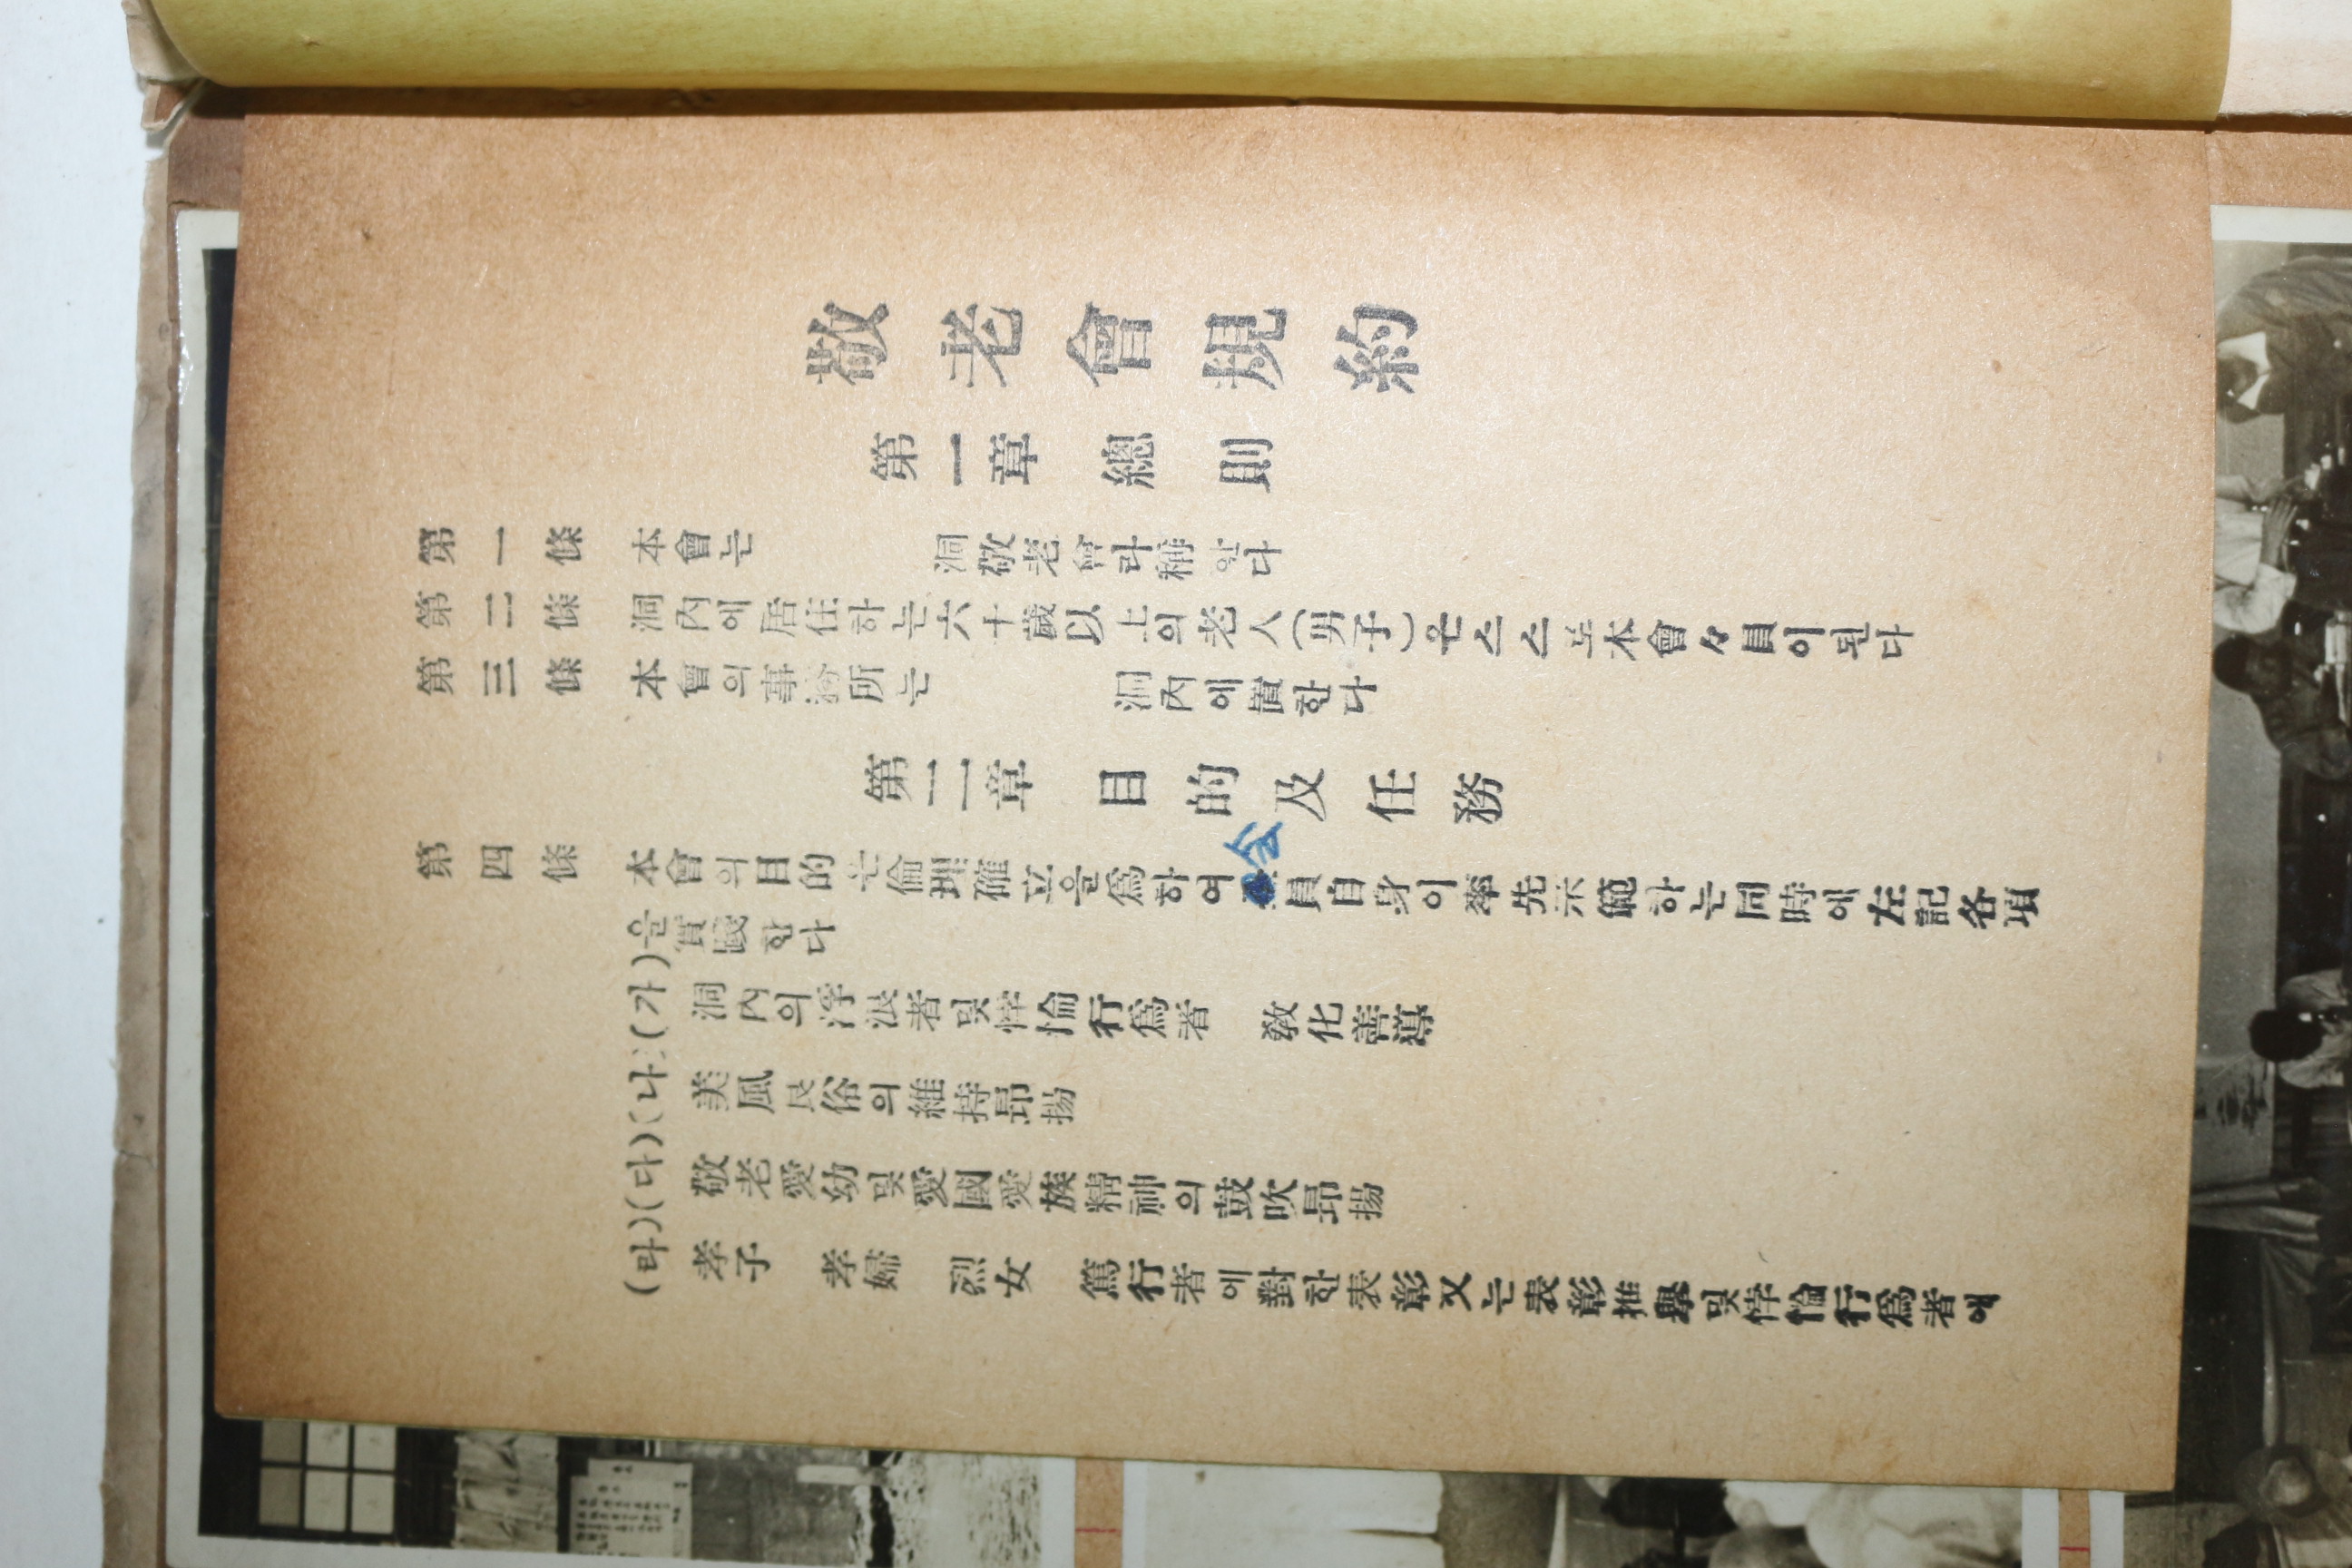 敬老會規約
第一章 總則
第一條 本會는 洞敬老會라稱한다
第二條 洞內에居住하는六十歲以上의老人(男子)은스스로本會々員이된다
第三條 本會의事務所는 洞內에置한다
第二章 目的及任務
第四條 本會의目的은倫理確立을爲하여會員自身이率先示範하는同時에左記各項
을實踐한다
(가) 洞內의浮浪者및悖倫行爲者 敎化善導
(나) 美風良俗의維持昻揚
(다) 敬老愛幼및愛國愛族精神의鼓吹昻揚
(라) 孝子 孝婦 烈女 篤行者에對한表彰又는表彰推擧및悖倫行爲者에